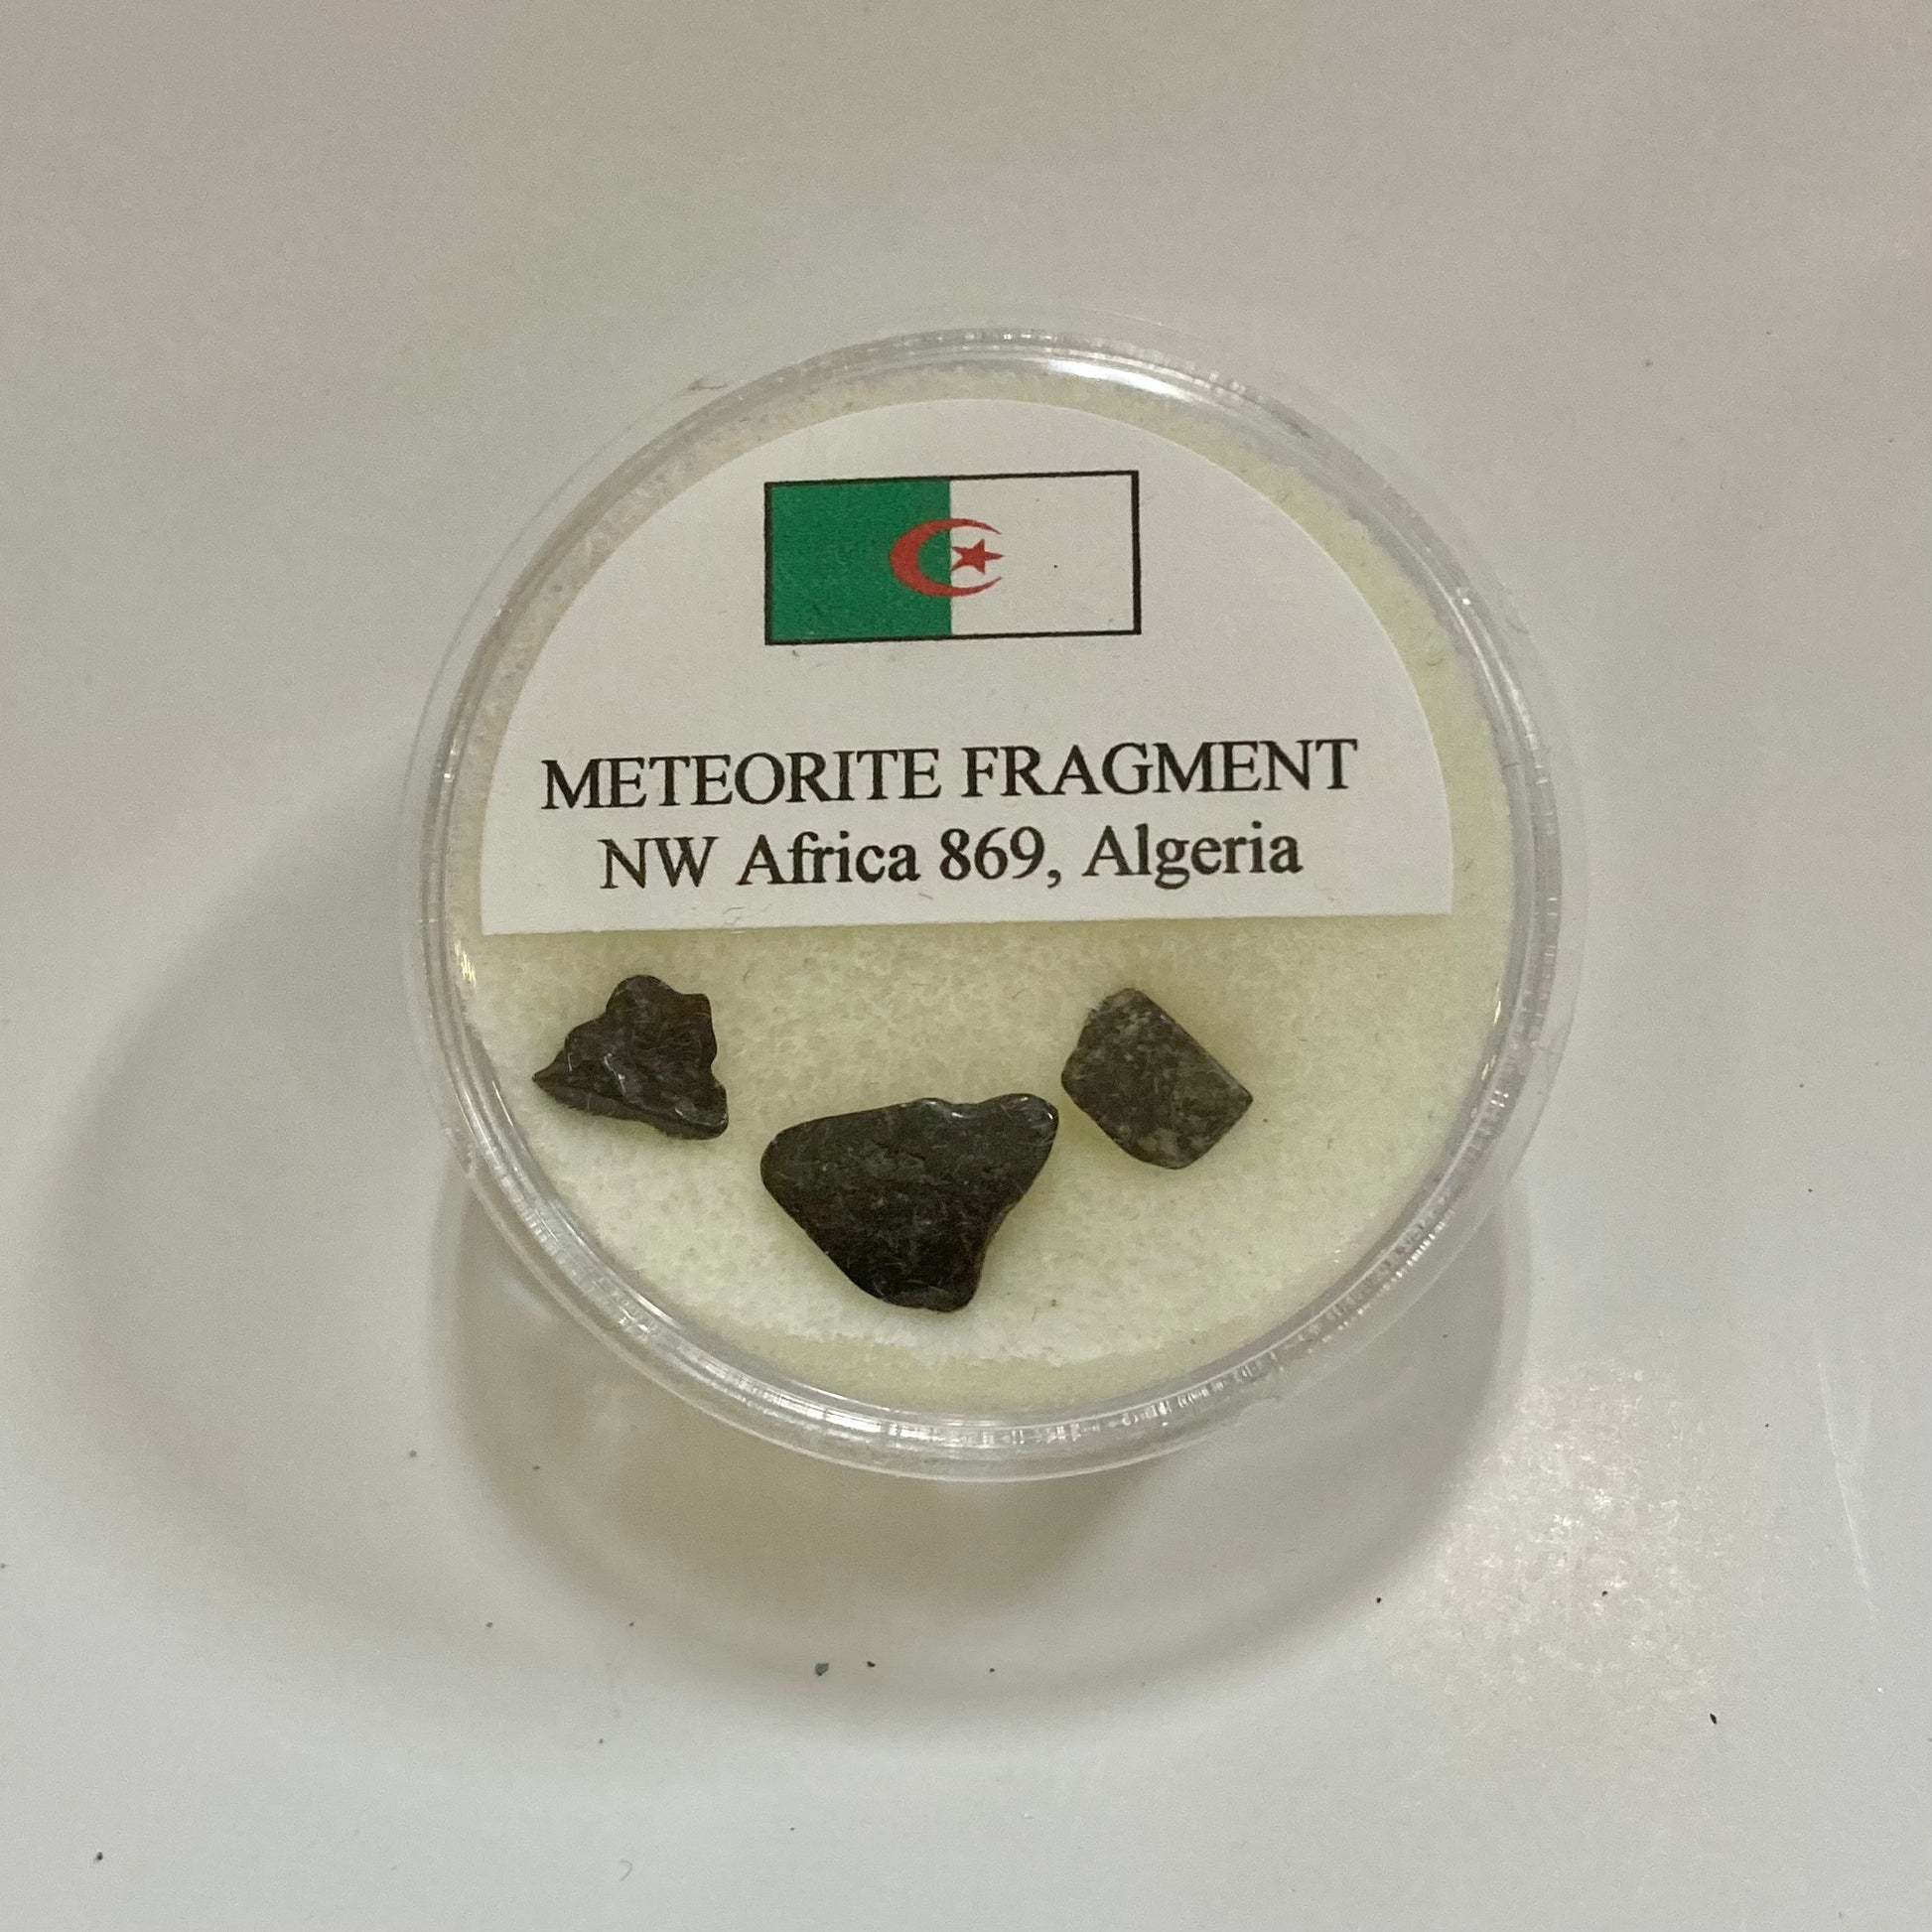 METEORITE FRAGMENT
NW Africa 869, Algeria